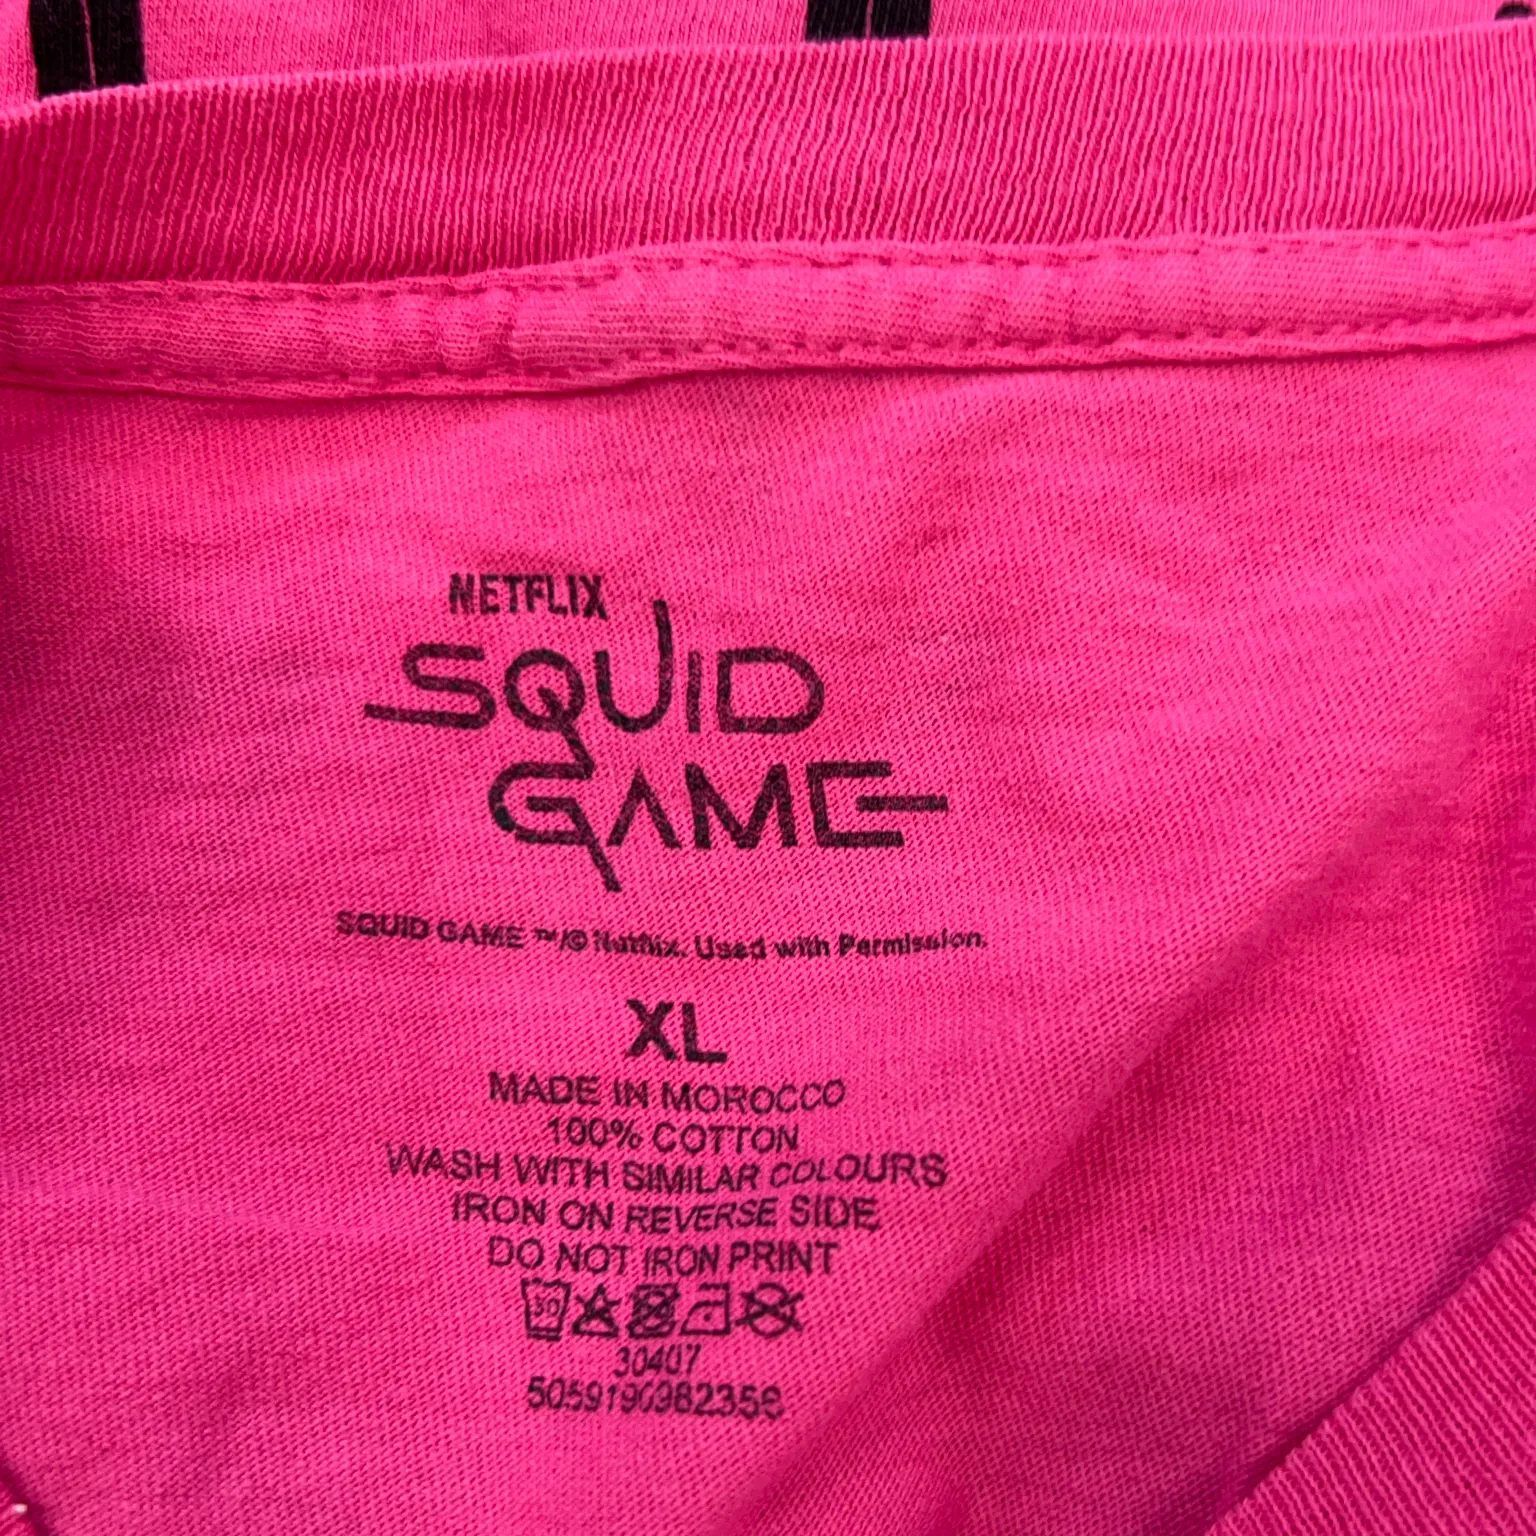 NETFLIX
SQUID
GAME
SQUID GAME ™/© Netflix. Used with Permission.
XL
MADE IN MOROCCO
100% COTTON
WASH WITH SIMILAR COLOURS
IRON ON REVERSE SIDE
DO NOT IRON PRINT
30
30407